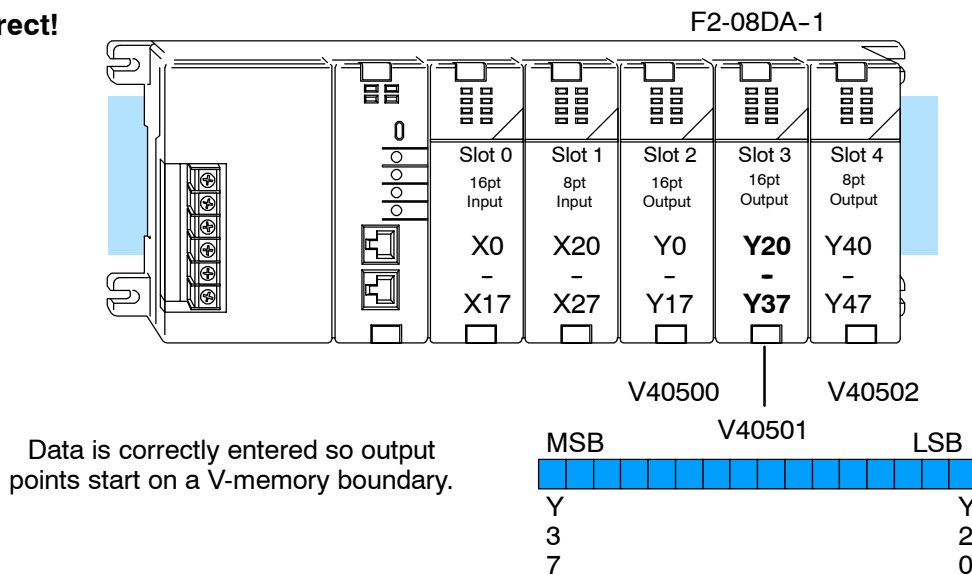 rect!
F2-08DA-1
Slot 0 Slot 1 Slot 2 Slot 3 Slot 4
16pt Input 8pt Input 16pt Output 16pt Output 8pt Output
X0 X20 Y0 Y20 Y40
- - - - -
X17 X27 Y17 Y37 Y47
V40500 V40502
V40501
Data is correctly entered so output
points start on a V-memory boundary.
MSB LSB
Y Y
3 2
7 0